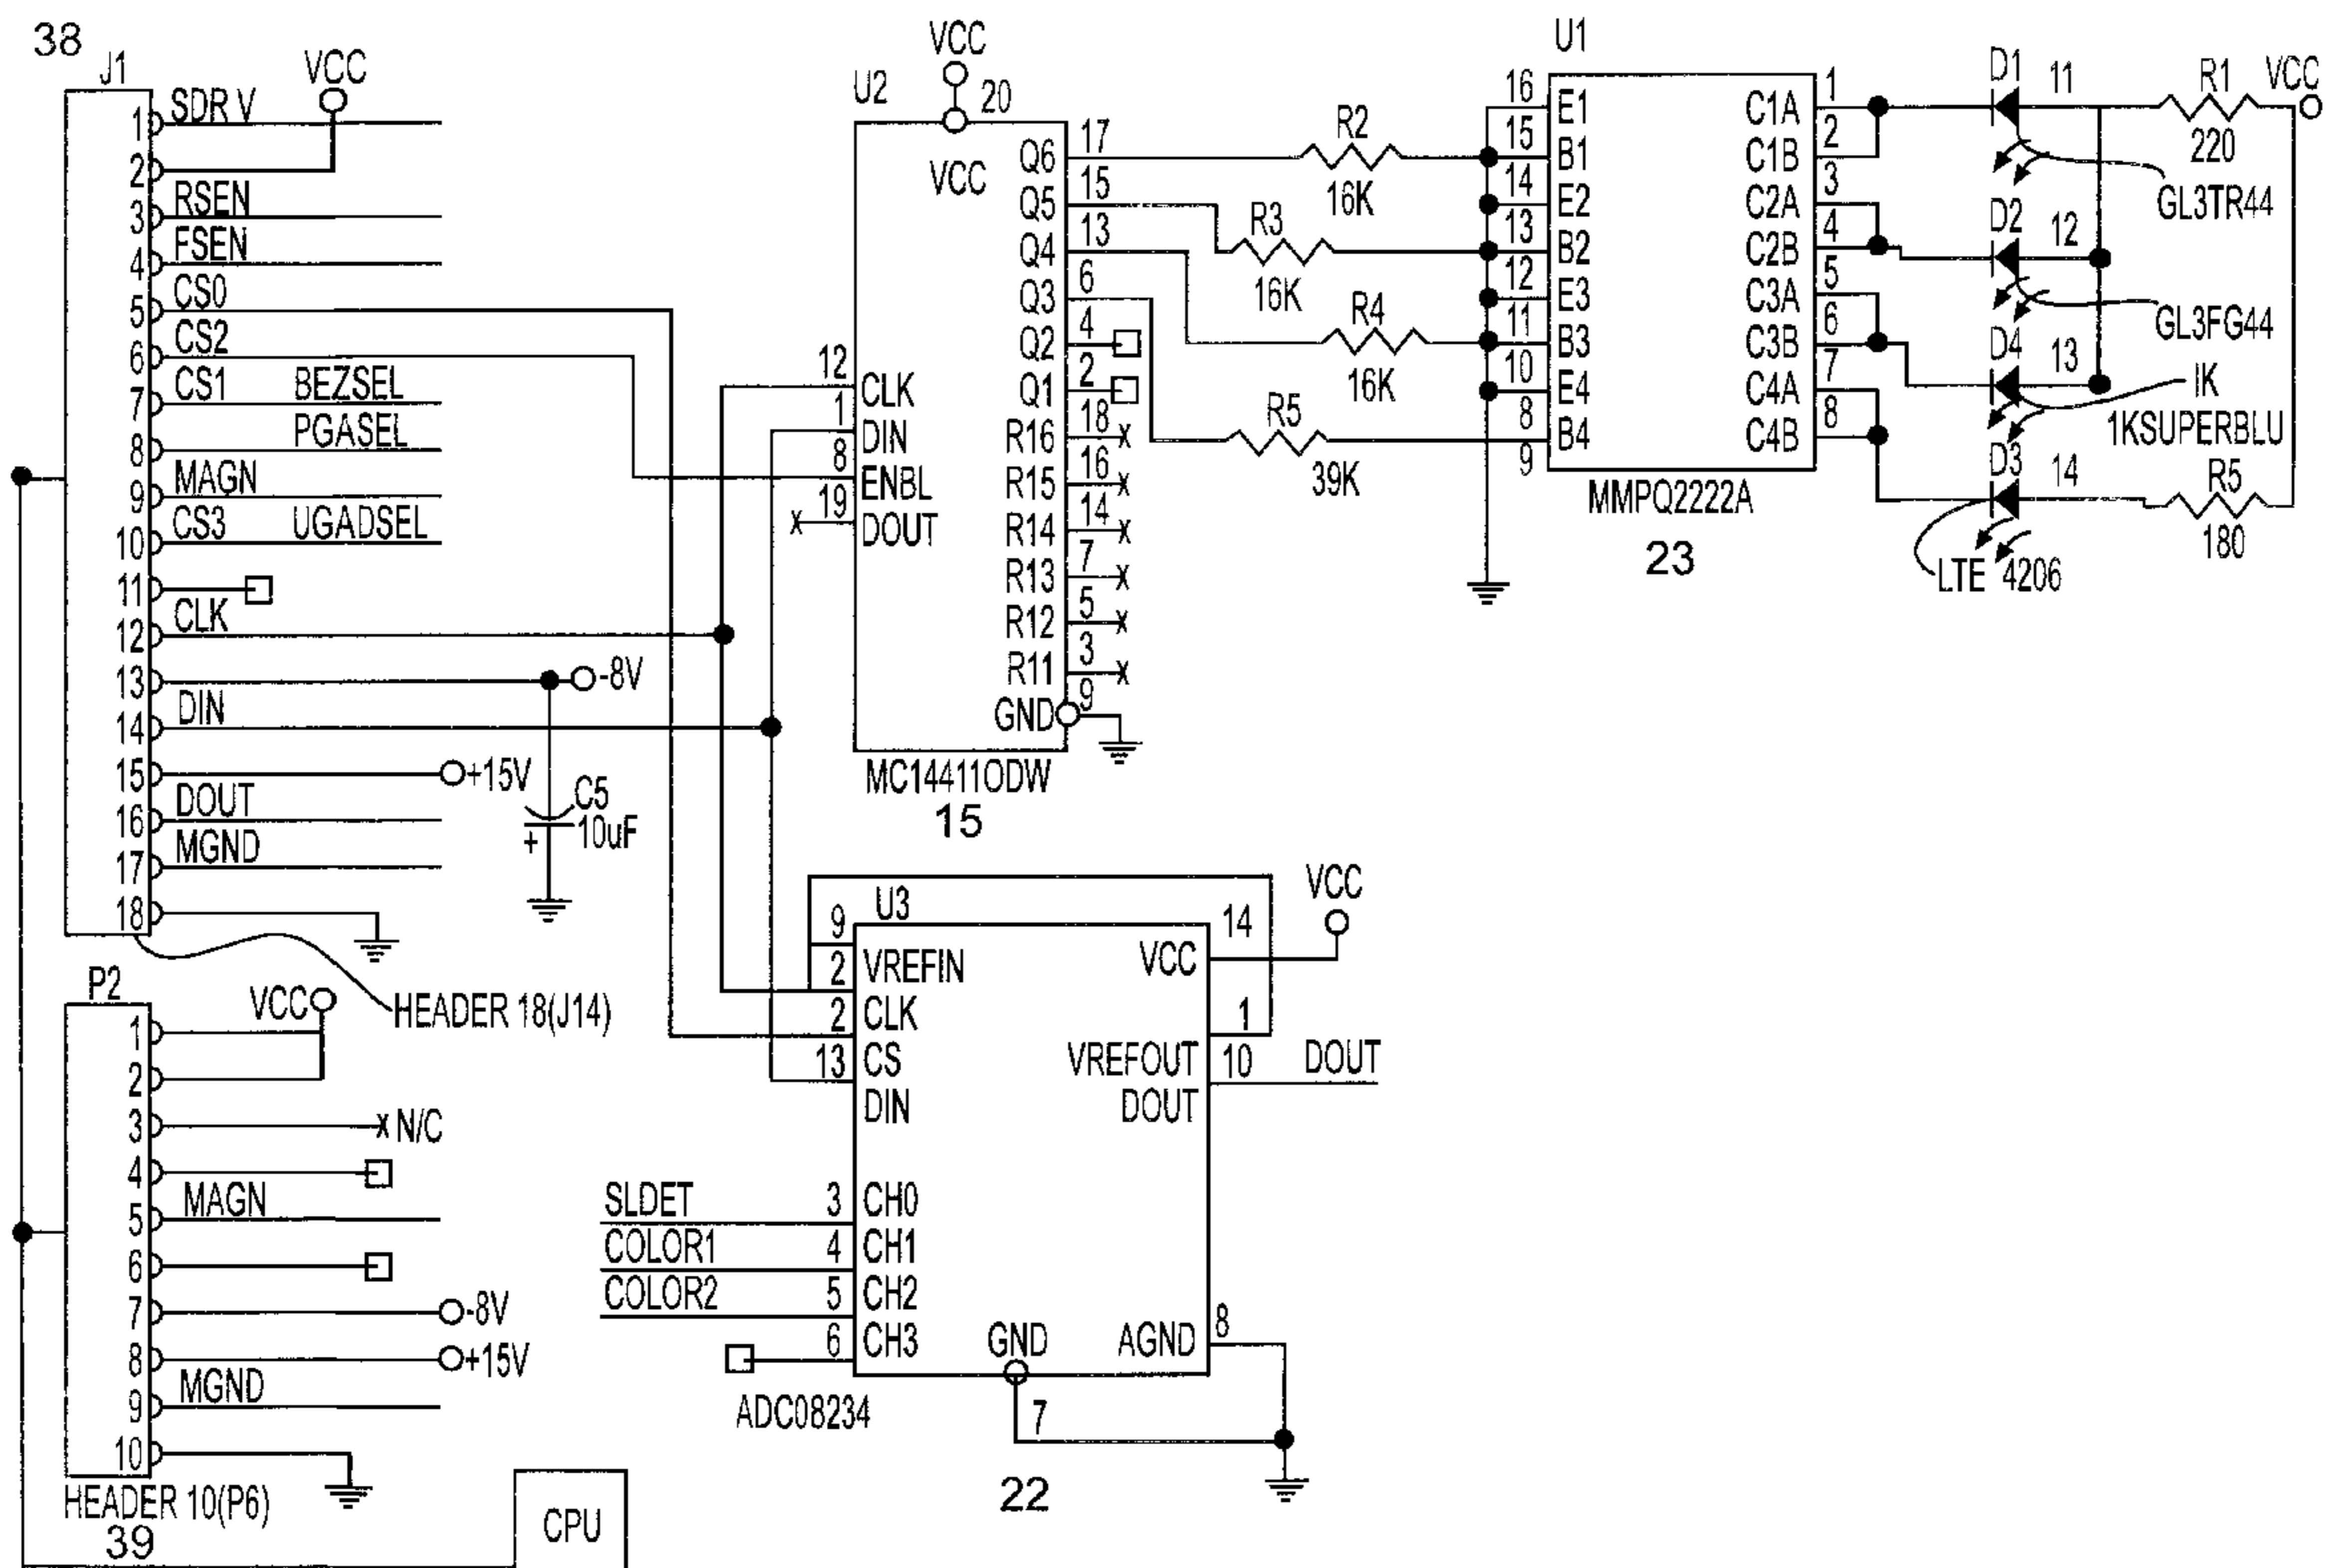 38
J1
VCC
1 SDR V
2
3 RSEN
4 FSEN
5 CS0
6 CS2
7 CS1 BEZSEL
8 PGASEL
9 MAGN
10 CS3 UGADSEL
11
12 CLK
13 -8V
14 DIN
15 +15V
16 DOUT
17 MGND
18
C5
10uF
+
HEADER 18(J14)
P2
VCC
1
2
3 X N/C
4
5 MAGN
6
7 -8V
8 +15V
9 MGND
10
HEADER 10(P6)
39
CPU
VCC
U2
20
VCC
12 CLK
1 DIN
8 ENBL
19 X DOUT
Q6 17
Q5 15
Q4 13
Q3 6
Q2 4
Q1 2
R16 18 X
R15 16 X
R14 14 X
R13 7 X
R12 5 X
R11 3 X
GND 9
MC144110DW
15
R2
16K
R3
16K
R4
16K
R5
39K
U1
16 E1
15 B1
14 E2
13 B2
12 E3
11 B3
10 E4
8 B4
9
C1A 1
C1B 2
C2A 3
C2B 4
C3A 5
C3B 6
C4A 7
C4B 8
MMPQ2222A
23
D1 11 R1 VCC
220
GL3TR44
D2 12
GL3FG44
D4 13
IK
1KSUPERBLU
D3 14 R5
180
LTE 4206
U3
VCC
9 VREFIN
2 CLK
2 CS
13 DIN
14 VCC
1 VREFOUT
10 DOUT DOUT
SLDET 3 CH0
COLOR1 4 CH1
COLOR2 5 CH2
6 CH3
GND
7
AGND 8
ADC08234
22